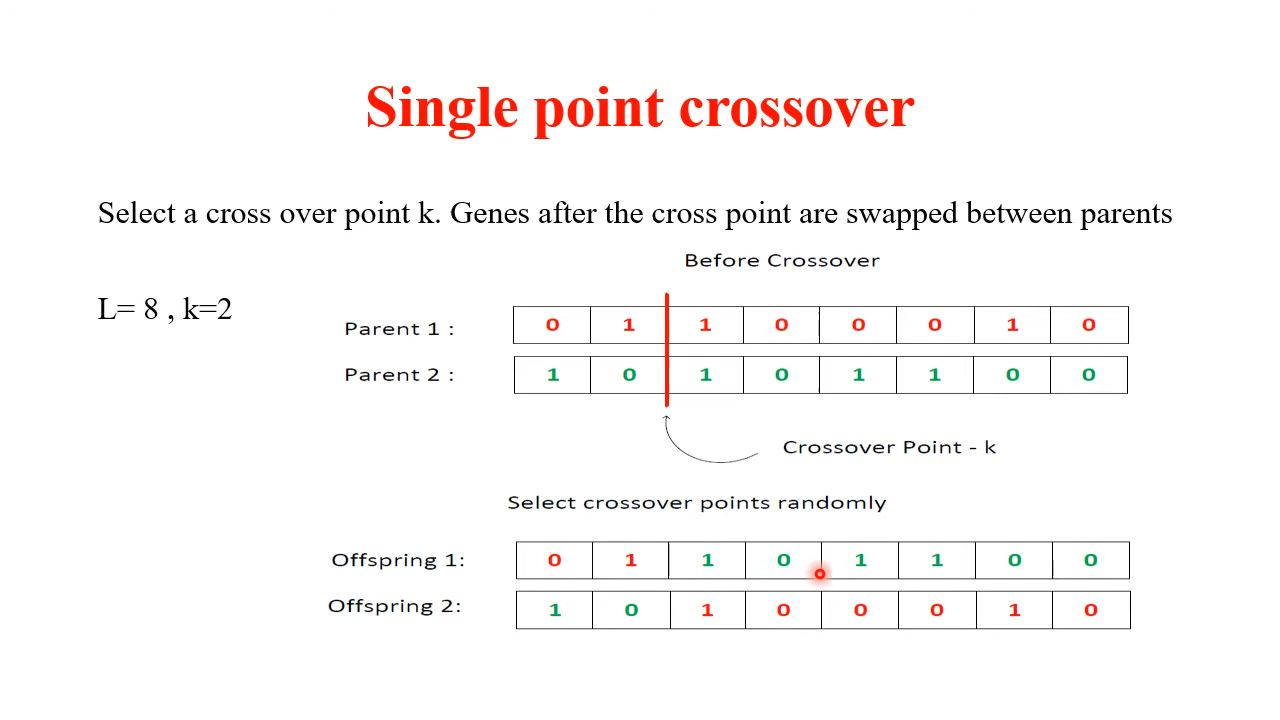 Single point crossover
Select a cross over point k. Genes after the cross point are swapped between parents
Before Crossover
L= 8 , k=2
Parent 1 : 0 1 1 0 0 0 1 0
Parent 2 : 1 0 1 0 1 1 0 0
Crossover Point - k
Select crossover points randomly
Offspring 1: 0 1 1 0 1 1 0 0
Offspring 2: 1 0 1 0 0 0 1 0